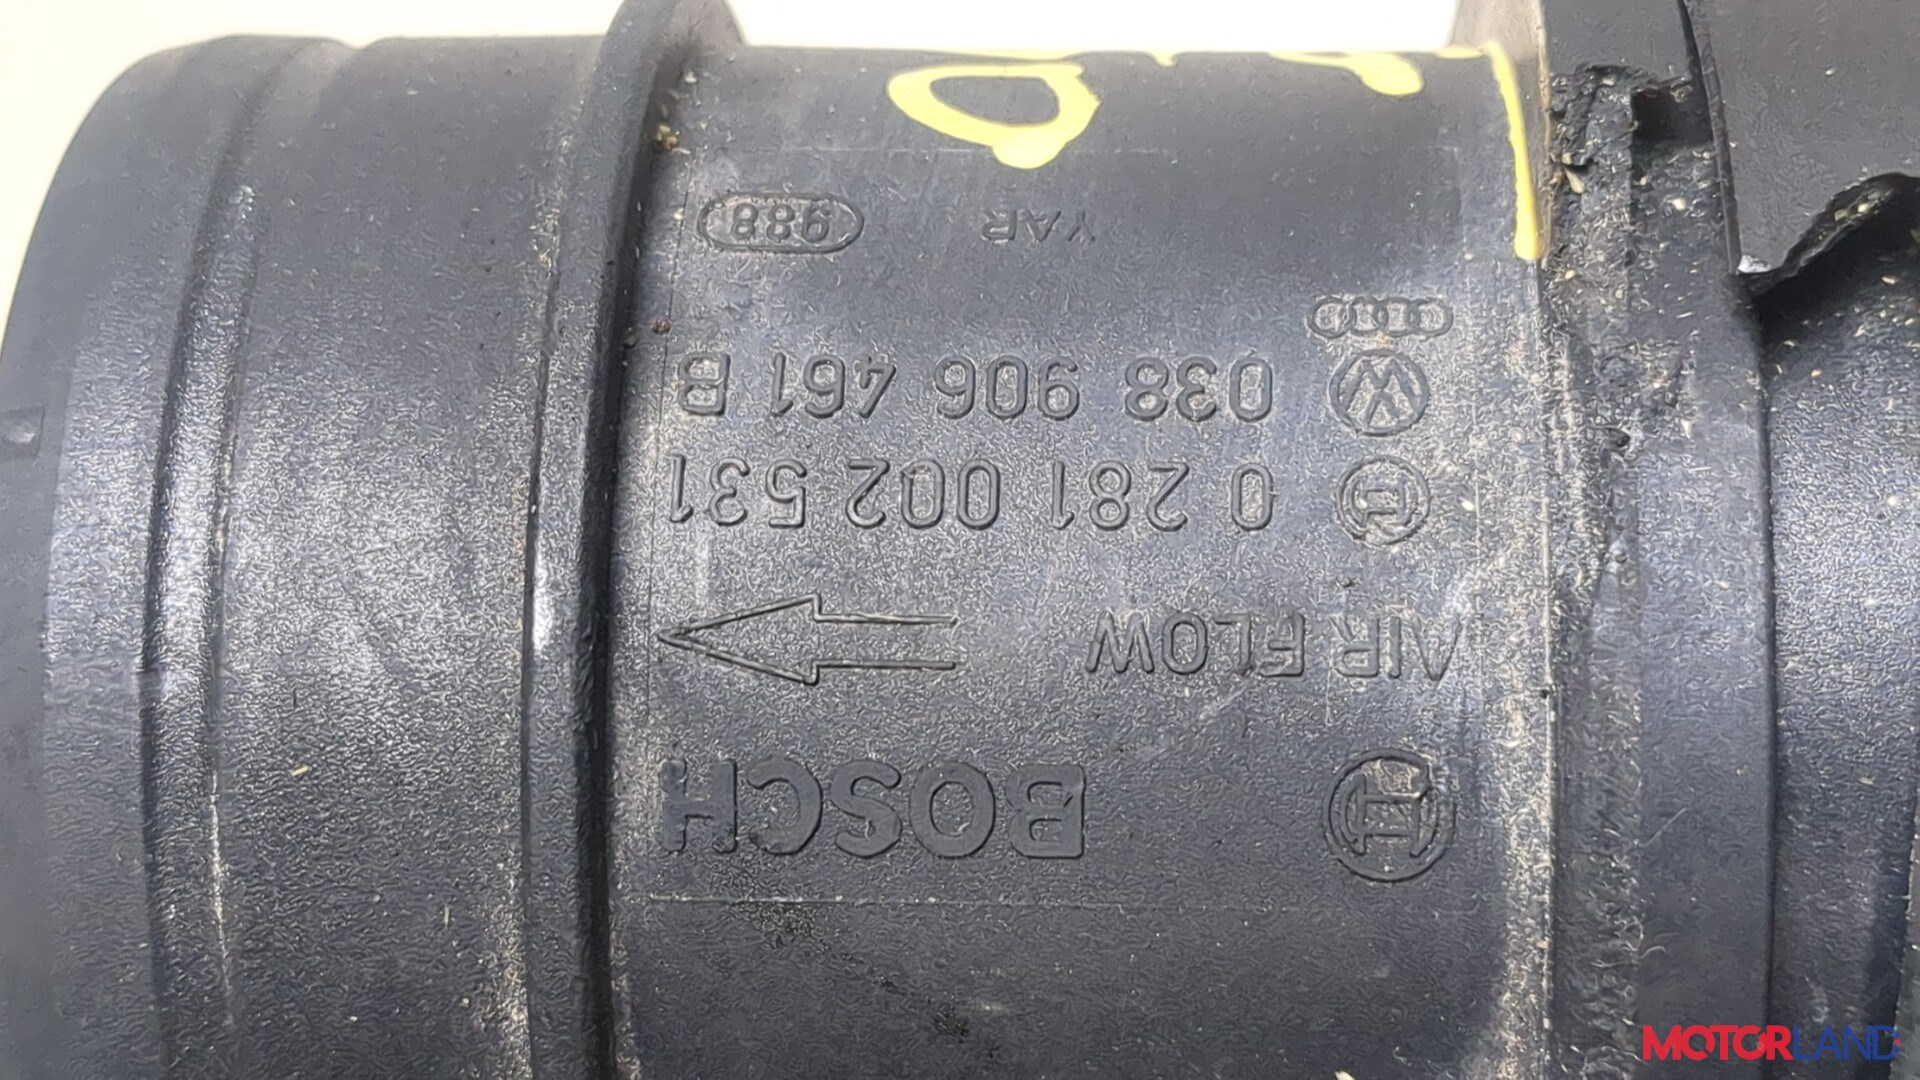 BOSCH
AIR FLOW
0 281 002 531
038 906 461 B
YAR 988
MOTORLAND